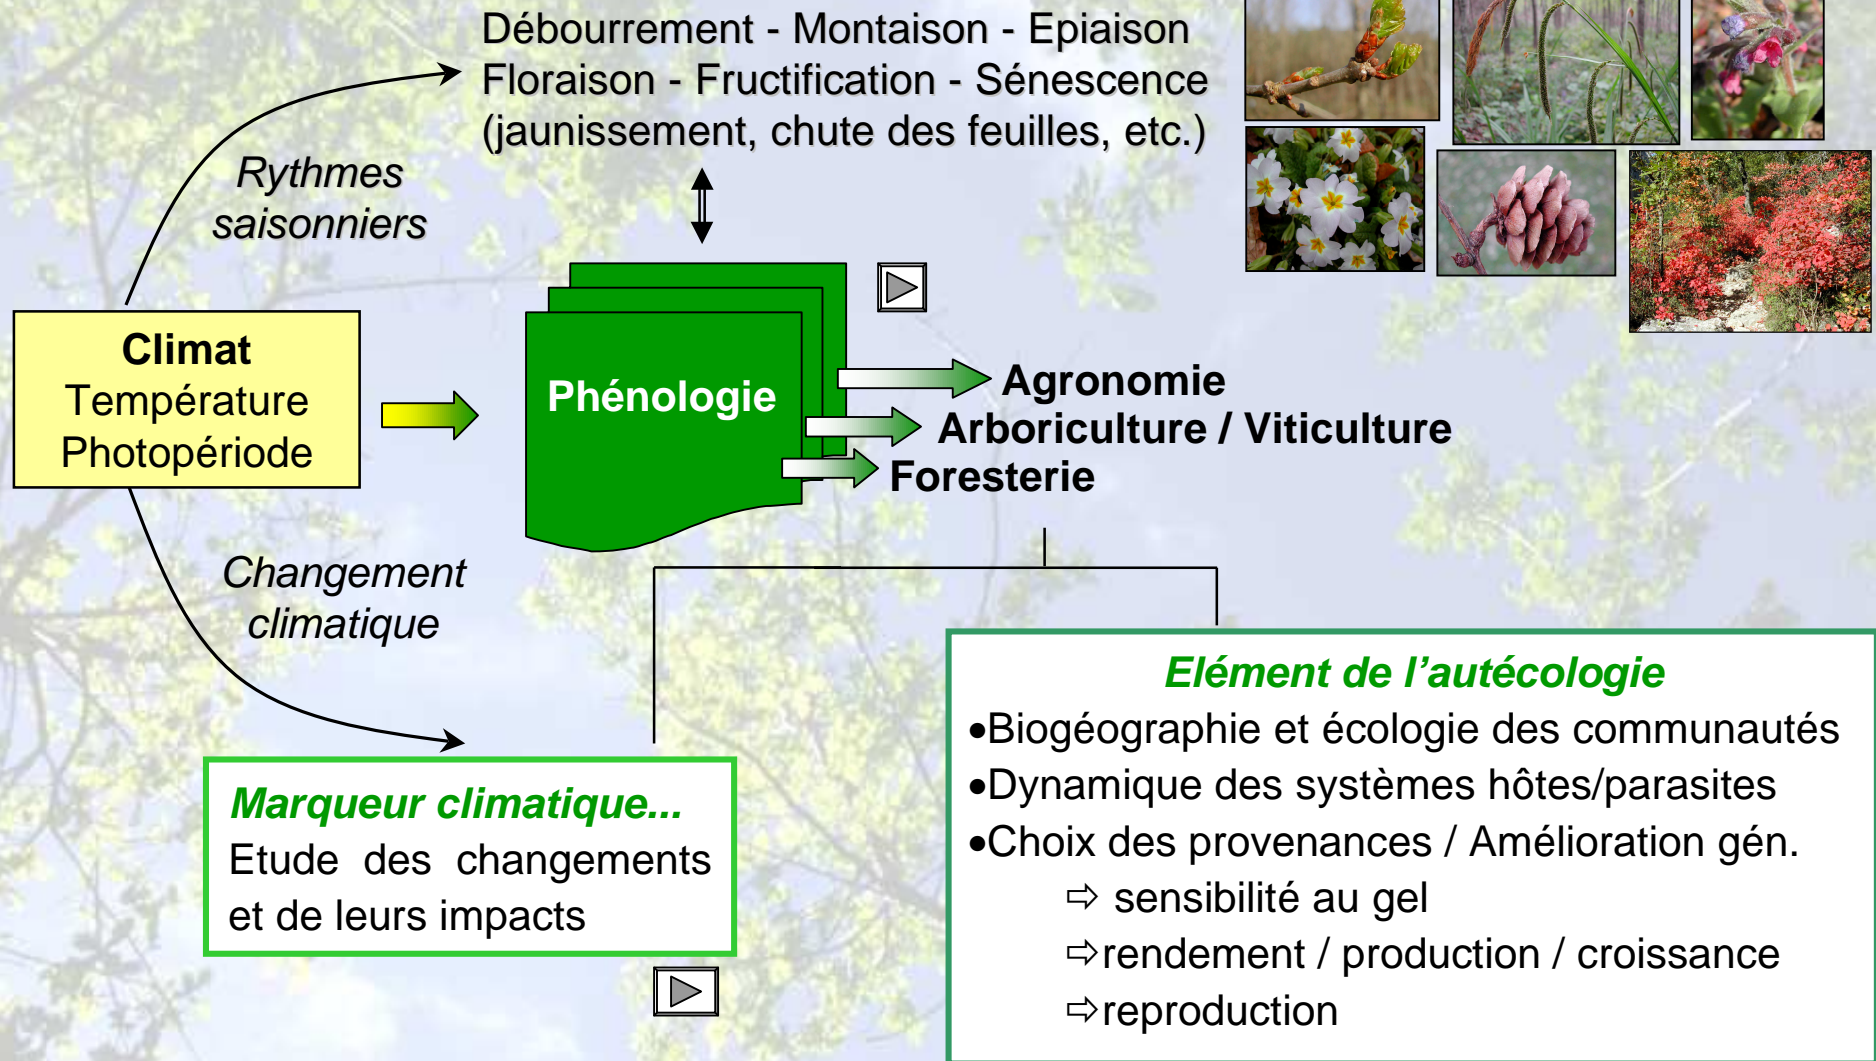 Débourrement - Montaison - Epiaison
Floraison - Fructification - Sénescence
(jaunissement, chute des feuilles, etc.)
Rythmes
saisonniers
Climat
Température
Photopériode
Phénologie
Agronomie
Arboriculture / Viticulture
Foresterie
Changement
climatique
Marqueur climatique...
Etude des changements
et de leurs impacts
Elément de l'autécologie
•Biogéographie et écologie des communautés
•Dynamique des systèmes hôtes/parasites
•Choix des provenances / Amélioration gén.
⇨ sensibilité au gel
⇨rendement / production / croissance
⇨reproduction